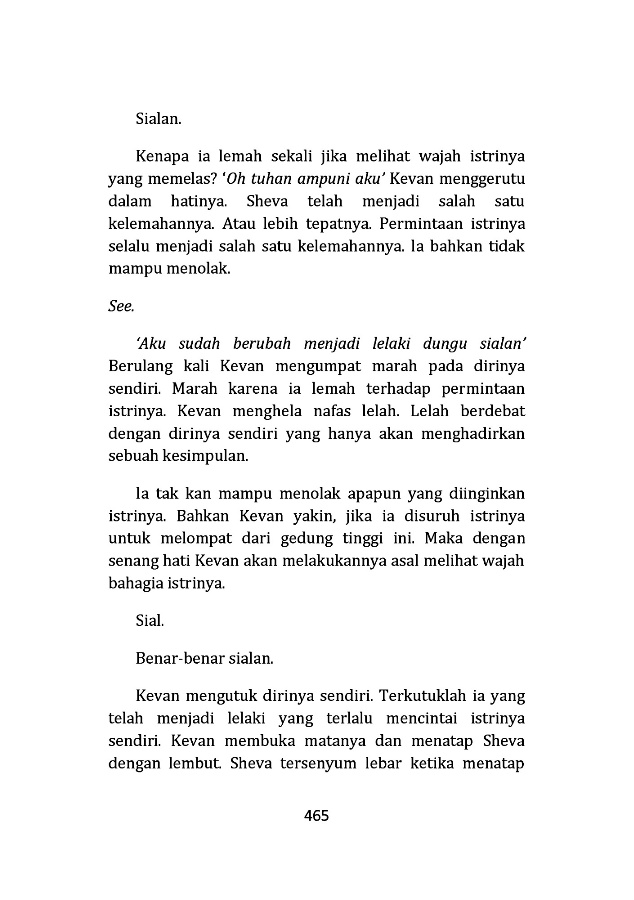 Sialan.
Kenapa ia lemah sekali jika melihat wajah istrinya
yang memelas? ‘Oh tuhan ampuni aku’ Kevan menggerutu
dalam hatinya. Sheva telah menjadi salah satu
kelemahannya. Atau lebih tepatnya. Permintaan istrinya
selalu menjadi salah satu kelemahannya. Ia bahkan tidak
mampu menolak.
See.
‘Aku sudah berubah menjadi lelaki dungu sialan’
Berulang kali Kevan mengumpat marah pada dirinya
sendiri. Marah karena ia lemah terhadap permintaan
istrinya. Kevan menghela nafas lelah. Lelah berdebat
dengan dirinya sendiri yang hanya akan menghadirkan
sebuah kesimpulan.
Ia tak kan mampu menolak apapun yang diinginkan
istrinya. Bahkan Kevan yakin, jika ia disuruh istrinya
untuk melompat dari gedung tinggi ini. Maka dengan
senang hati Kevan akan melakukannya asal melihat wajah
bahagia istrinya.
Sial.
Benar-benar sialan.
Kevan mengutuk dirinya sendiri. Terkutuklah ia yang
telah menjadi lelaki yang terlalu mencintai istrinya
sendiri. Kevan membuka matanya dan menatap Sheva
dengan lembut. Sheva tersenyum lebar ketika menatap
465